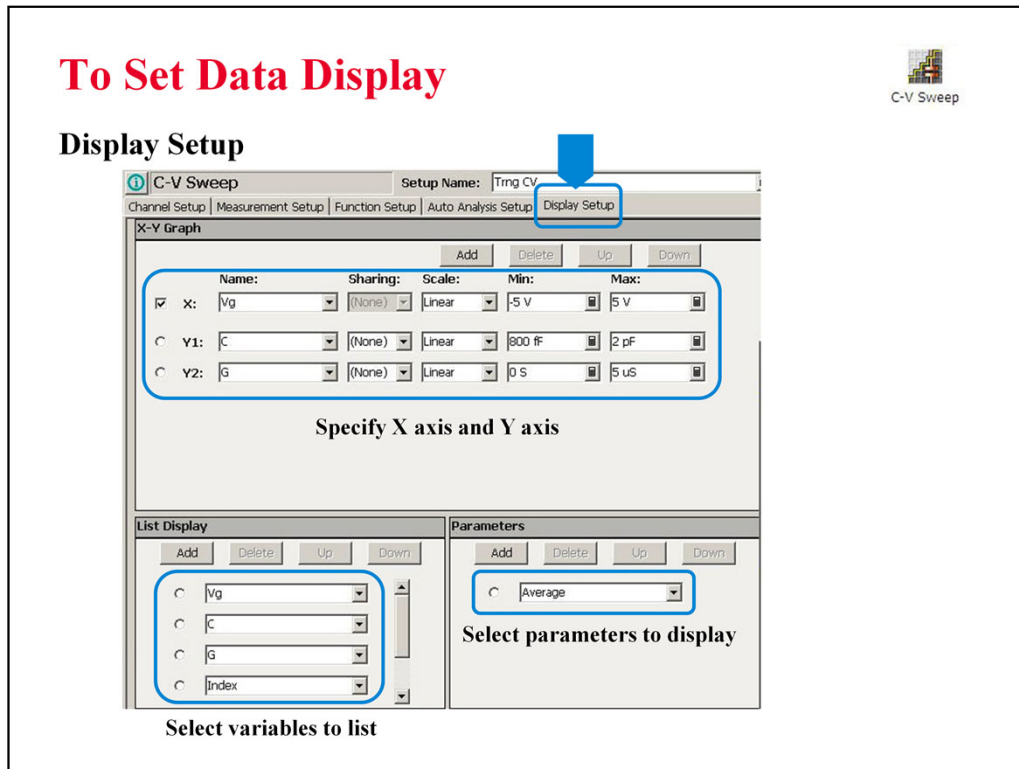 To Set Data Display
C-V Sweep
Display Setup
C-V Sweep Setup Name: Trng CV
Channel Setup Measurement Setup Function Setup Auto Analysis Setup Display Setup
X-Y Graph
Add Delete Up Down
Name: Sharing: Scale: Min: Max:
X: Vg (None) Linear -5 V 5 V
Y1: C (None) Linear 800 fF 2 pF
Y2: G (None) Linear 0 S 5 uS
Specify X axis and Y axis
List Display
Add Delete Up Down
Vg
C
G
Index
Select variables to list
Parameters
Add Delete Up Down
Average
Select parameters to display